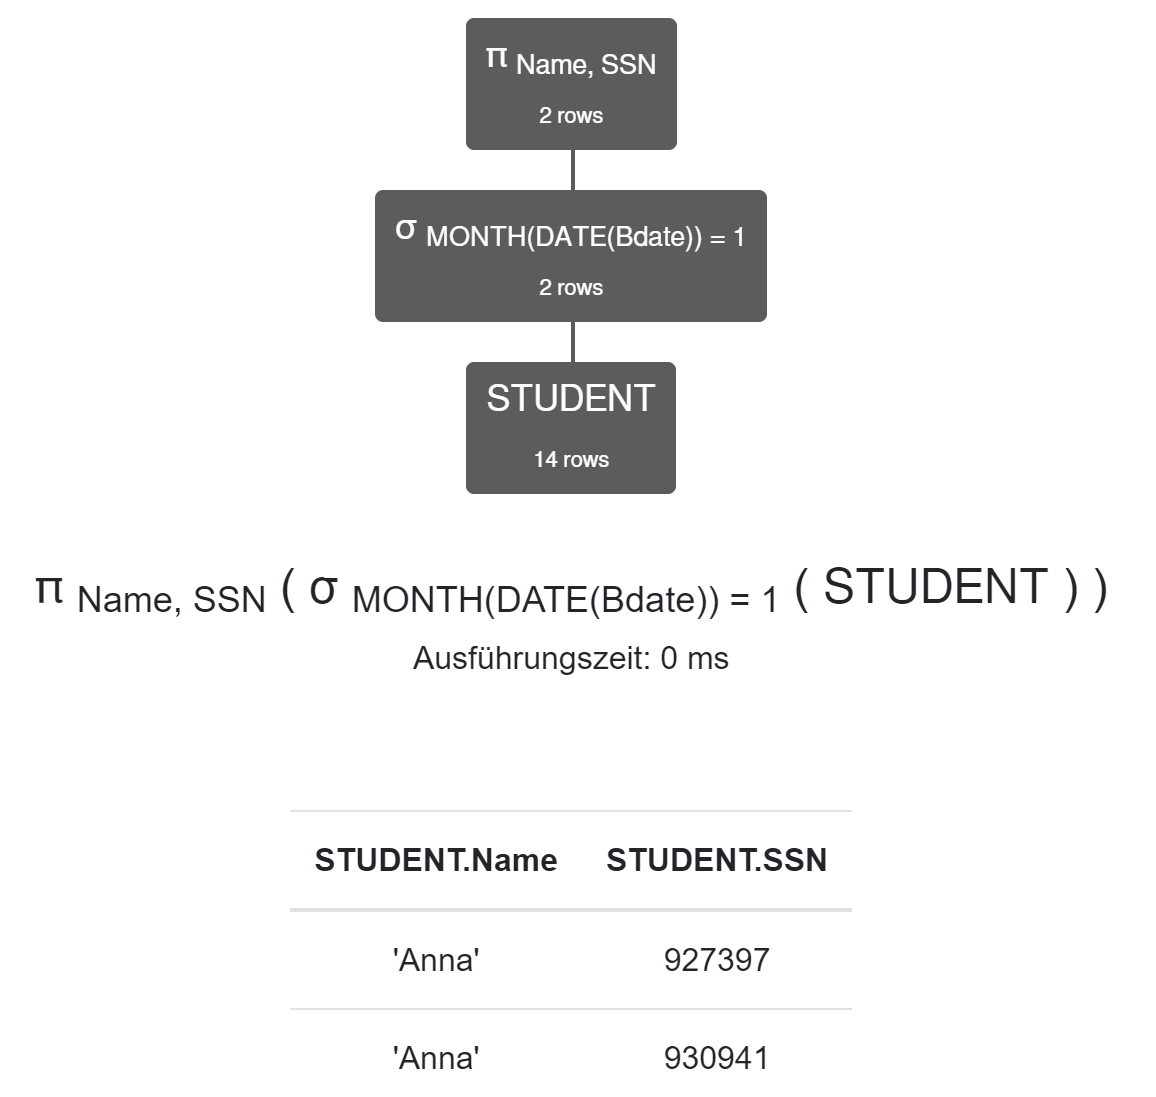 π Name, SSN
2 rows
σ MONTH(DATE(Bdate)) = 1
2 rows
STUDENT
14 rows
π Name, SSN ( σ MONTH(DATE(Bdate)) = 1 ( STUDENT ) )
Ausführungszeit: 0 ms
STUDENT.Name STUDENT.SSN
'Anna' 927397
'Anna' 930941